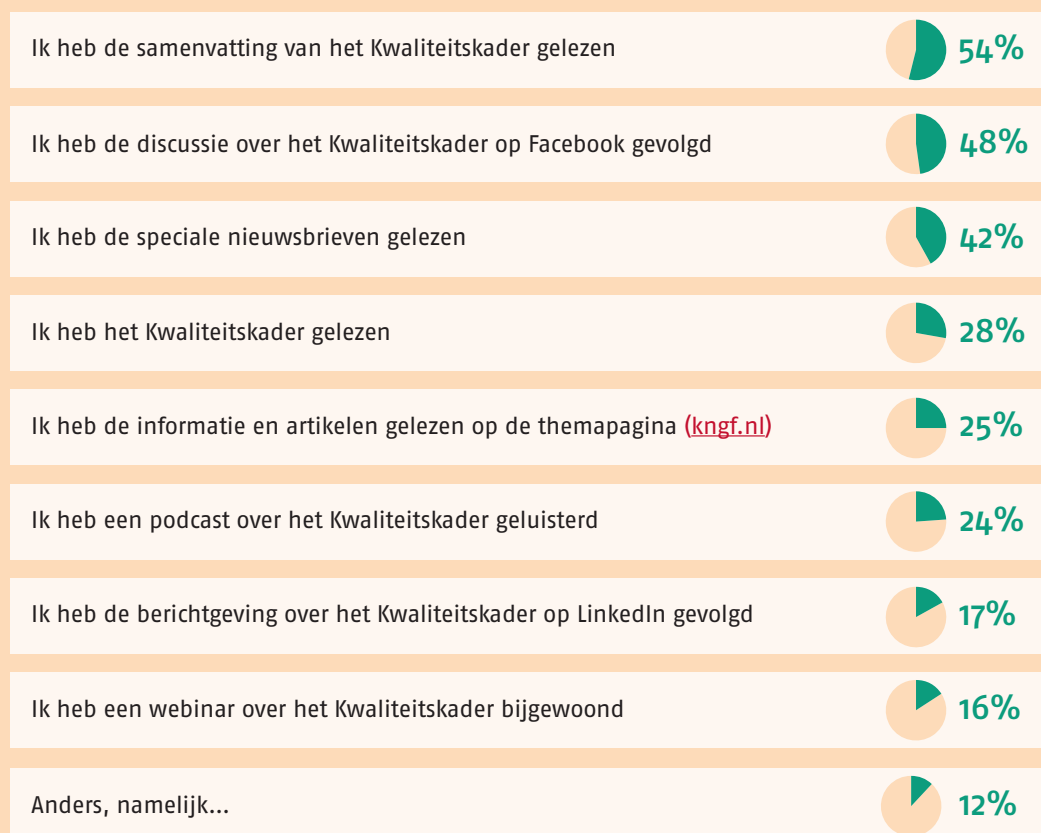 Ik heb de samenvatting van het Kwaliteitskader gelezen 54%
Ik heb de discussie over het Kwaliteitskader op Facebook gevolgd 48%
Ik heb de speciale nieuwsbrieven gelezen 42%
Ik heb het Kwaliteitskader gelezen 28%
Ik heb de informatie en artikelen gelezen op de themapagina (kngf.nl) 25%
Ik heb een podcast over het Kwaliteitskader geluisterd 24%
Ik heb de berichtgeving over het Kwaliteitskader op LinkedIn gevolgd 17%
Ik heb een webinar over het Kwaliteitskader bijgewoond 16%
Anders, namelijk... 12%